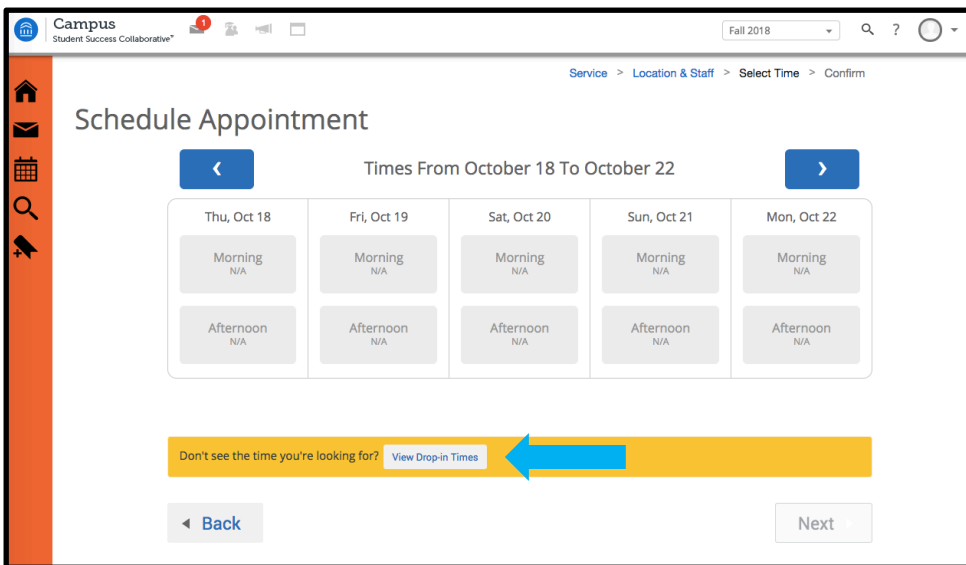 Campus
Student Success Collaborative™
1
Fall 2018
?
Service > Location & Staff > Select Time > Confirm
Schedule Appointment
Times From October 18 To October 22
Thu, Oct 18 Fri, Oct 19 Sat, Oct 20 Sun, Oct 21 Mon, Oct 22
Morning Morning Morning Morning Morning
N/A N/A N/A N/A N/A
Afternoon Afternoon Afternoon Afternoon Afternoon
N/A N/A N/A N/A N/A
Don't see the time you're looking for? View Drop-in Times
Back Next